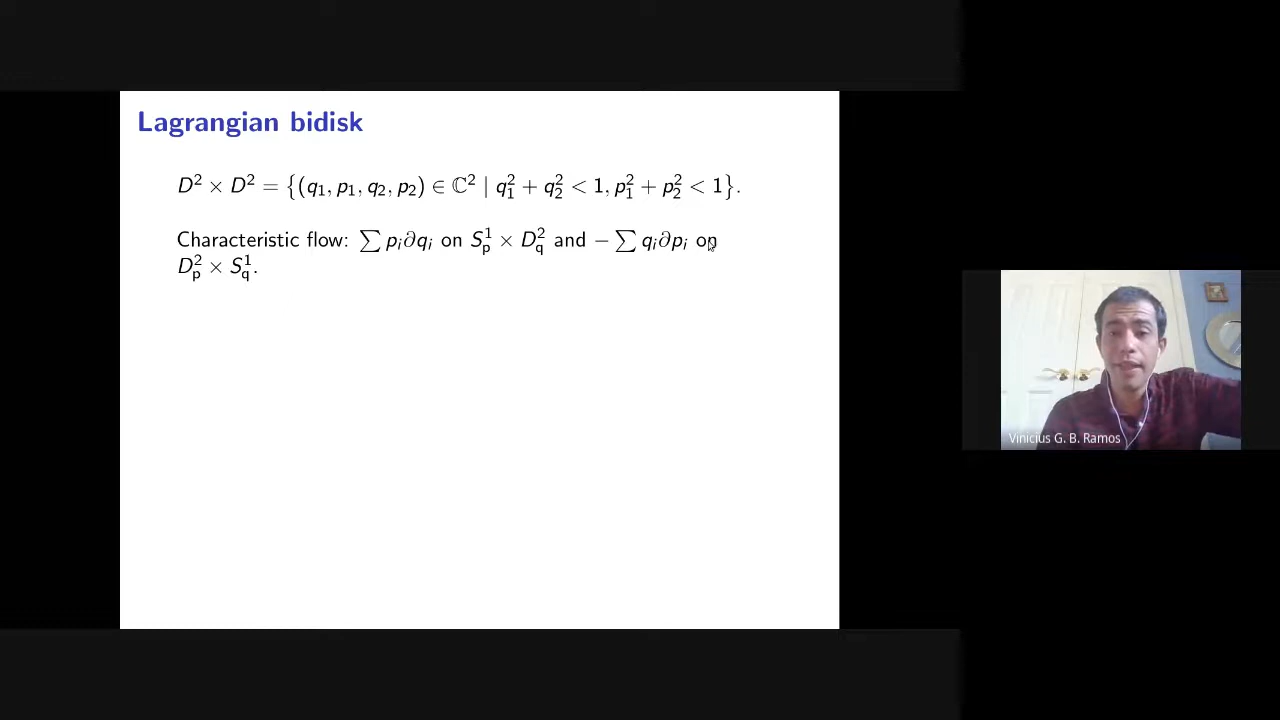 Lagrangian bidisk
D² × D² = {(q₁, p₁, q₂, p₂) ∈ ℂ² | q₁² + q₂² < 1, p₁² + p₂² < 1}.
Characteristic flow: ∑ pᵢ∂qᵢ on S¹ₚ × D²_q and − ∑ qᵢ∂pᵢ on
D²ₚ × S¹_q.
Vinicius G. B. Ramos